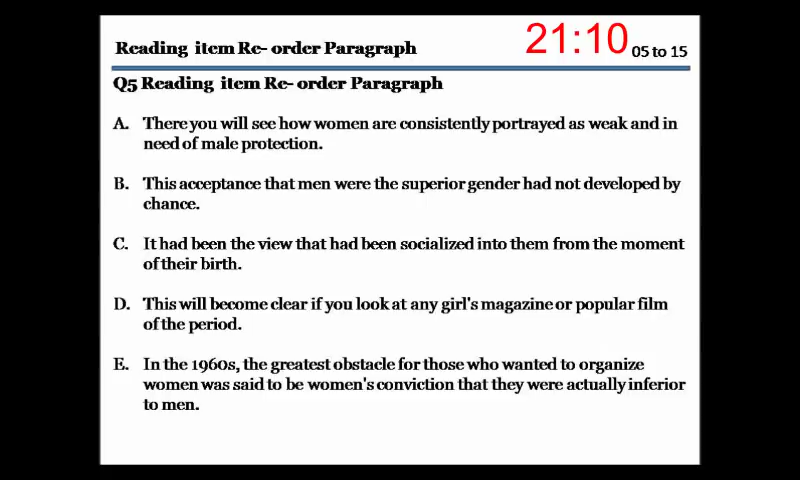 Reading item Re- order Paragraph
21:10 05 to 15
Q5 Reading item Re- order Paragraph
A. There you will see how women are consistently portrayed as weak and in
need of male protection.
B. This acceptance that men were the superior gender had not developed by
chance.
C. It had been the view that had been socialized into them from the moment
of their birth.
D. This will become clear if you look at any girl's magazine or popular film
of the period.
E. In the 1960s, the greatest obstacle for those who wanted to organize
women was said to be women's conviction that they were actually inferior
to men.